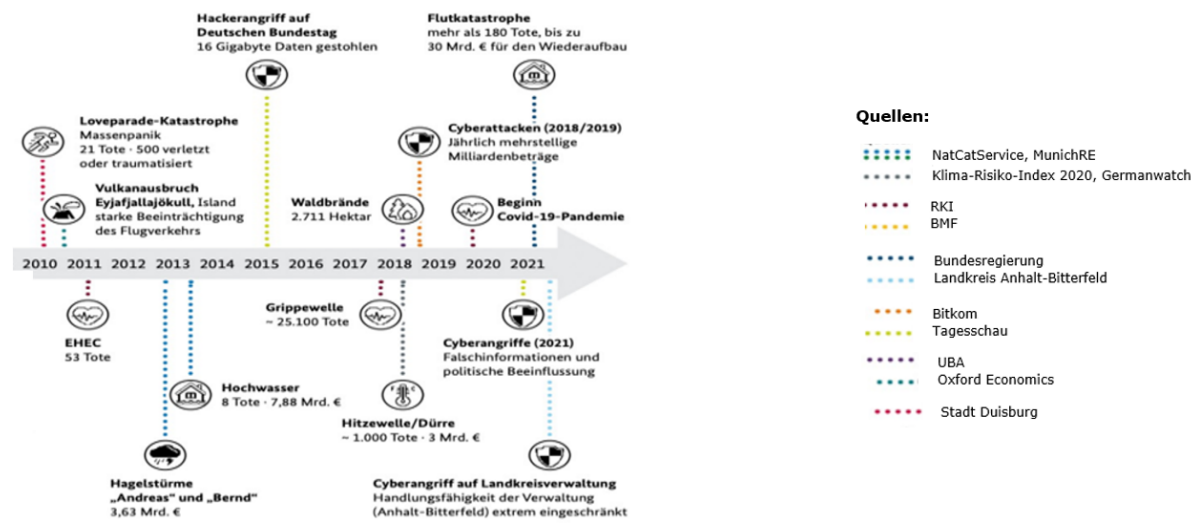 Hackerangriff auf
Deutschen Bundestag
16 Gigabyte Daten gestohlen
Flutkatastrophe
mehr als 180 Tote, bis zu
30 Mrd. € für den Wiederaufbau
Loveparade-Katastrophe
Massenpanik
21 Tote · 500 verletzt
oder traumatisiert
Cyberattacken (2018/2019)
Jährlich mehrstellige
Milliardenbeträge
Vulkanausbruch
Eyjafjallajökull, Island
starke Beeinträchtigung
des Flugverkehrs
Waldbrände
2.711 Hektar
Beginn
Covid-19-Pandemie
2010 2011 2012 2013 2014 2015 2016 2017 2018 2019 2020 2021
EHEC
53 Tote
Grippewelle
~ 25.100 Tote
Cyberangriffe (2021)
Falschinformationen und
politische Beeinflussung
Hochwasser
8 Tote · 7,88 Mrd. €
F C
Hitzewelle/Dürre
~ 1.000 Tote · 3 Mrd. €
Hagelstürme
„Andreas“ und „Bernd“
3,63 Mrd. €
Cyberangriff auf Landkreisverwaltung
Handlungsfähigkeit der Verwaltung
(Anhalt-Bitterfeld) extrem eingeschränkt
Quellen:
NatCatService, MunichRE
Klima-Risiko-Index 2020, Germanwatch
RKI
BMF
Bundesregierung
Landkreis Anhalt-Bitterfeld
Bitkom
Tagesschau
UBA
Oxford Economics
Stadt Duisburg